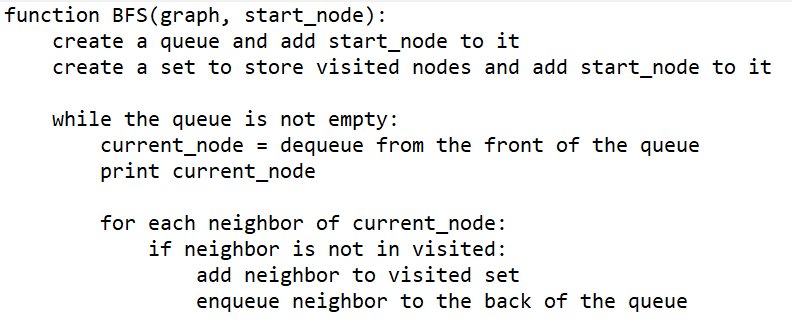 function BFS(graph, start_node):
    create a queue and add start_node to it
    create a set to store visited nodes and add start_node to it

    while the queue is not empty:
        current_node = dequeue from the front of the queue
        print current_node

        for each neighbor of current_node:
            if neighbor is not in visited:
                add neighbor to visited set
                enqueue neighbor to the back of the queue